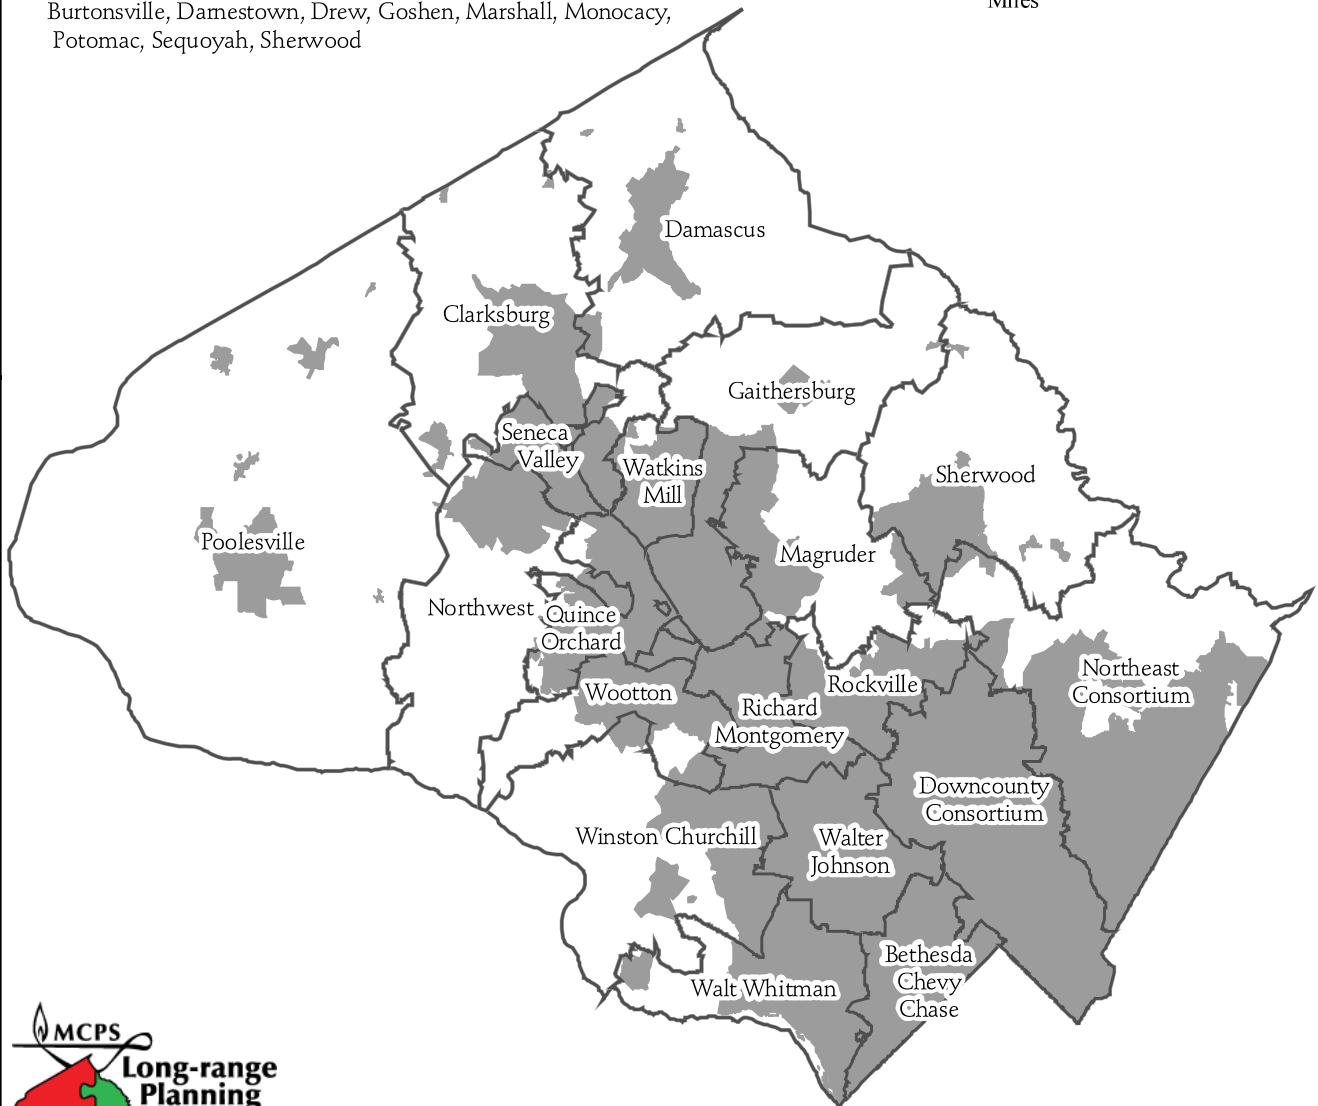 Burtonsville, Darnestown, Drew, Goshen, Marshall, Monocacy,
Potomac, Sequoyah, Sherwood
Miles
Damascus
Clarksburg
Gaithersburg
Seneca
Valley
Watkins
Mill
Sherwood
Poolesville
Magruder
Northwest
Quince
Orchard
Northeast
Consortium
Rockville
Wootton
Richard
Montgomery
Downcounty
Consortium
Winston Churchill
Walter
Johnson
Bethesda
Chevy
Chase
Walt Whitman
MCPS
Long-range
Planning